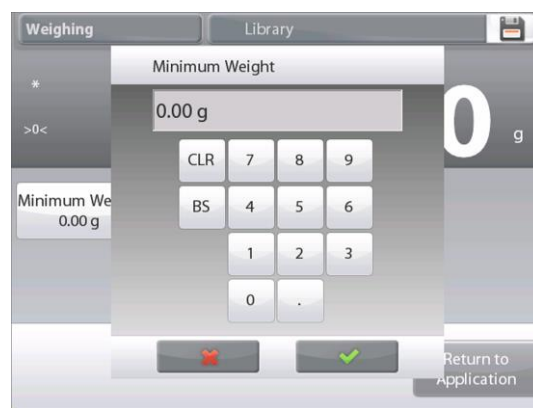 Weighing
Library
Minimum Weight
*
0.00 g
>0<
0
g
CLR 7 8 9
Minimum We
0.00 g
BS 4 5 6
1 2 3
0 .
Return to
Application